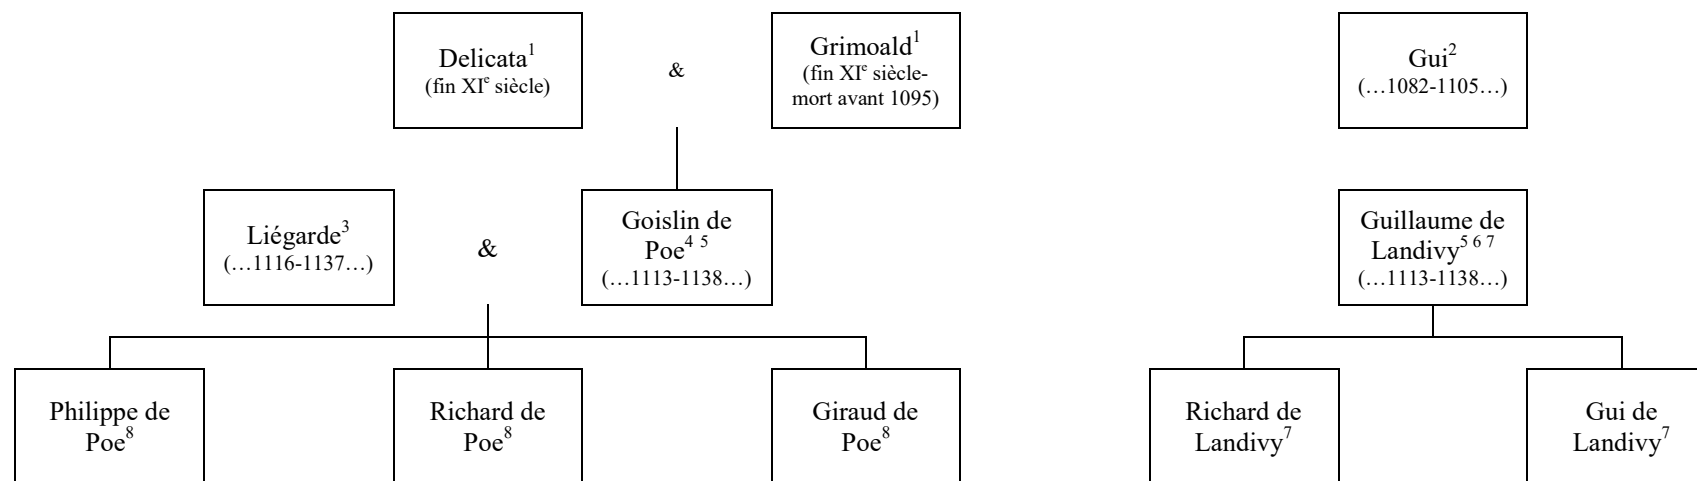 Delicata¹
(fin XIᵉ siècle)
&
Grimoald¹
(fin XIᵉ siècle-
mort avant 1095)
Gui²
(…1082-1105…)
Liégarde³
(…1116-1137…)
&
Goislin de
Poe⁴ ⁵
(…1113-1138…)
Guillaume de
Landivy⁵ ⁶ ⁷
(…1113-1138…)
Philippe de
Poe⁸
Richard de
Poe⁸
Giraud de
Poe⁸
Richard de
Landivy⁷
Gui de
Landivy⁷